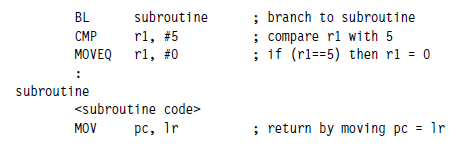 BL subroutine ; branch to subroutine
CMP r1, #5 ; compare r1 with 5
MOVEQ r1, #0 ; if (r1==5) then r1 = 0
:
subroutine
<subroutine code>
MOV pc, lr ; return by moving pc = lr